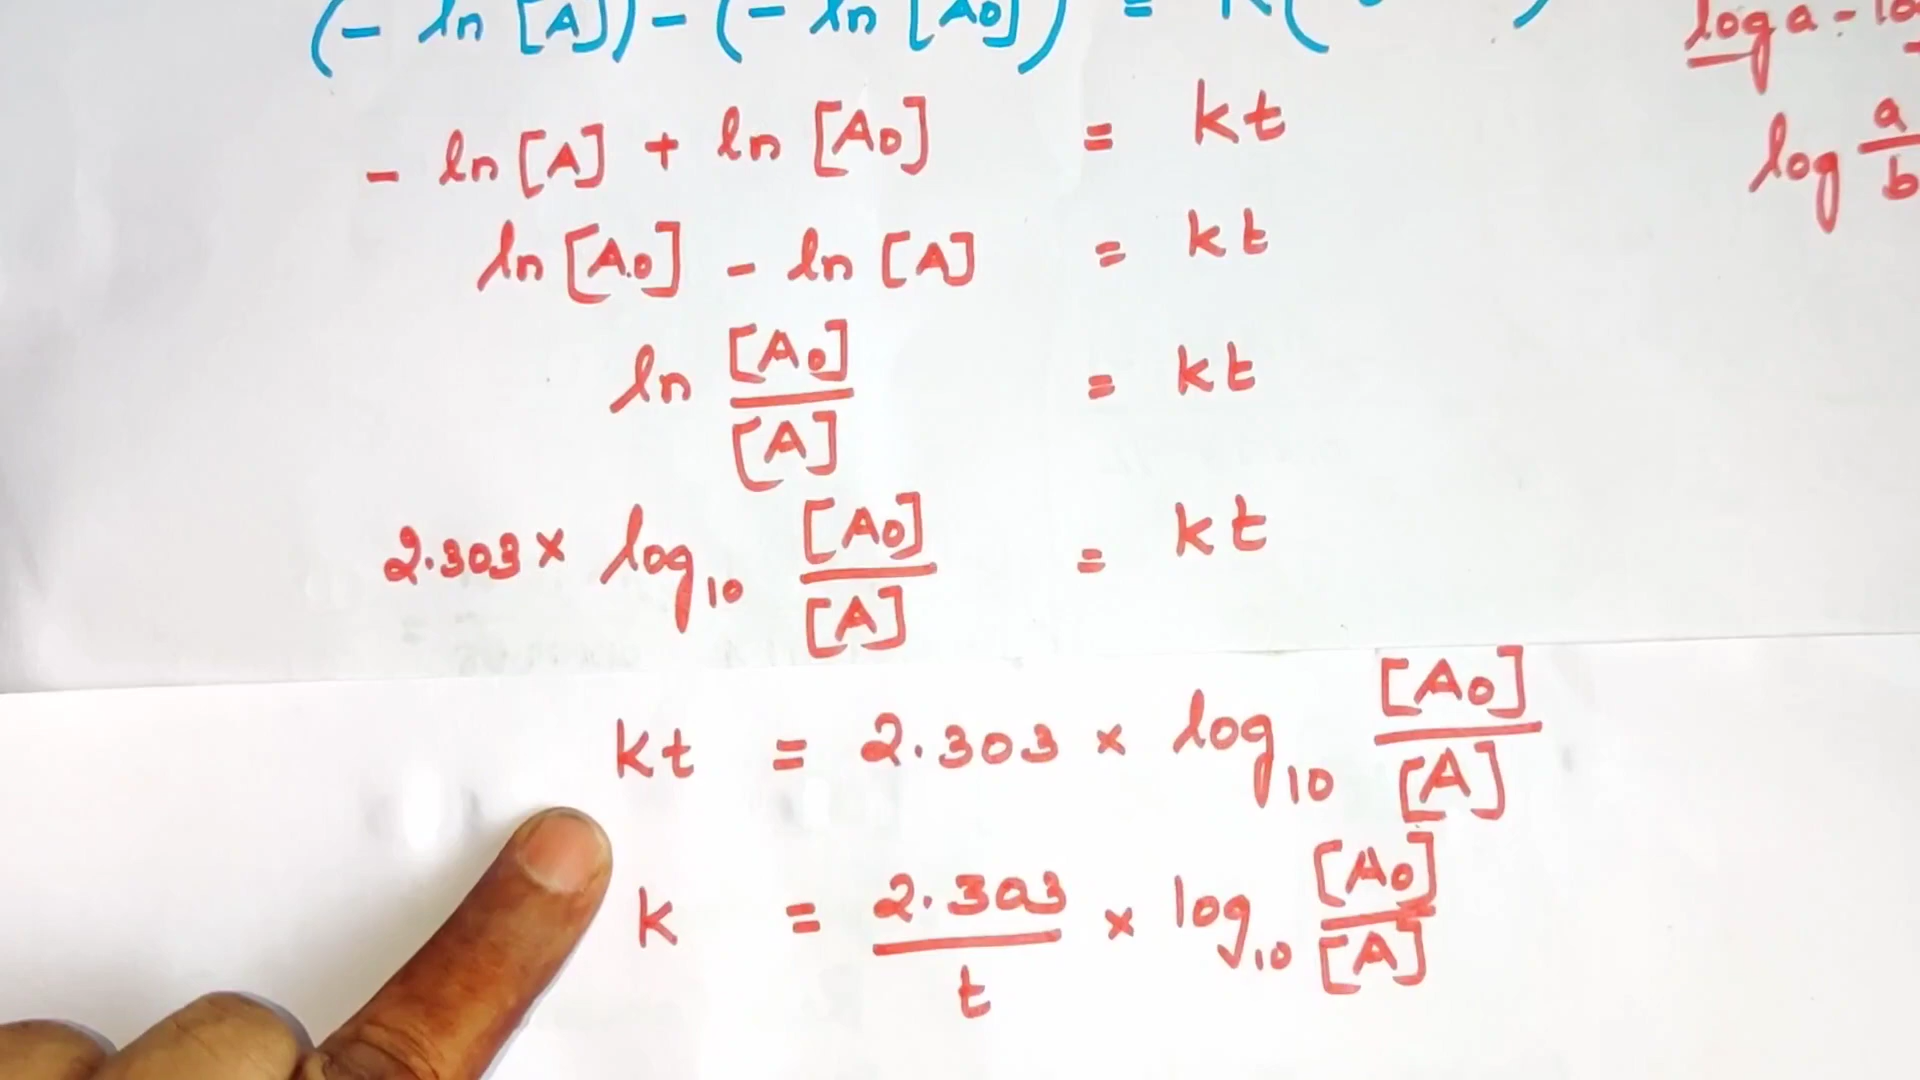 (- ln [A]) - (- ln [A0]) = k(
log a -
- ln [A] + ln [A0] = kt
log a/b
ln [A0] - ln [A] = kt
ln [A0]/[A] = kt
2.303 × log10 [A0]/[A] = kt
kt = 2.303 × log10 [A0]/[A]
k = 2.303/t × log10 [A0]/[A]